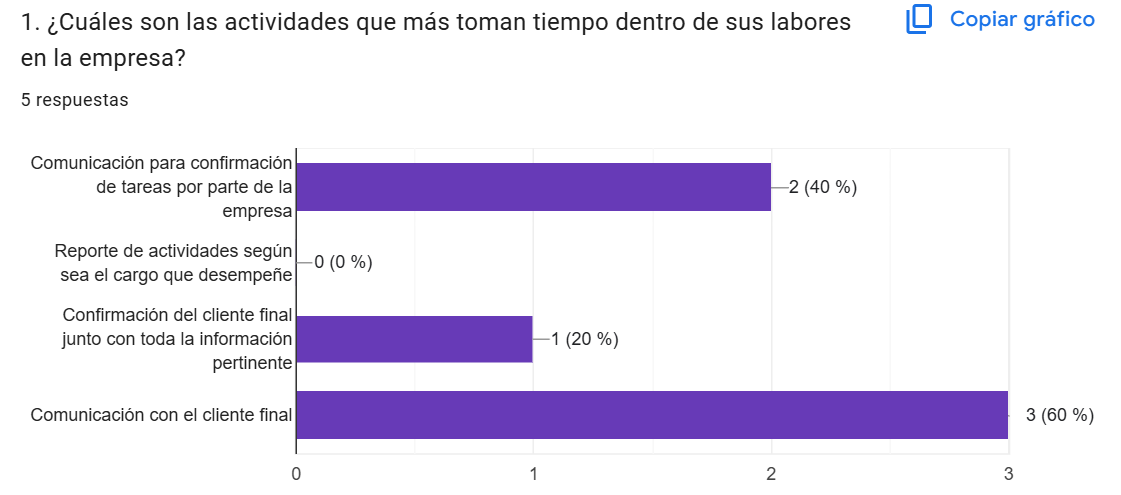 1. ¿Cuáles son las actividades que más toman tiempo dentro de sus labores
en la empresa?
Copiar gráfico
5 respuestas
Comunicación para confirmación
de tareas por parte de la
empresa
2 (40 %)
Reporte de actividades según
sea el cargo que desempeñe
0 (0 %)
Confirmación del cliente final
junto con toda la información
pertinente
1 (20 %)
Comunicación con el cliente final
3 (60 %)
0 1 2 3